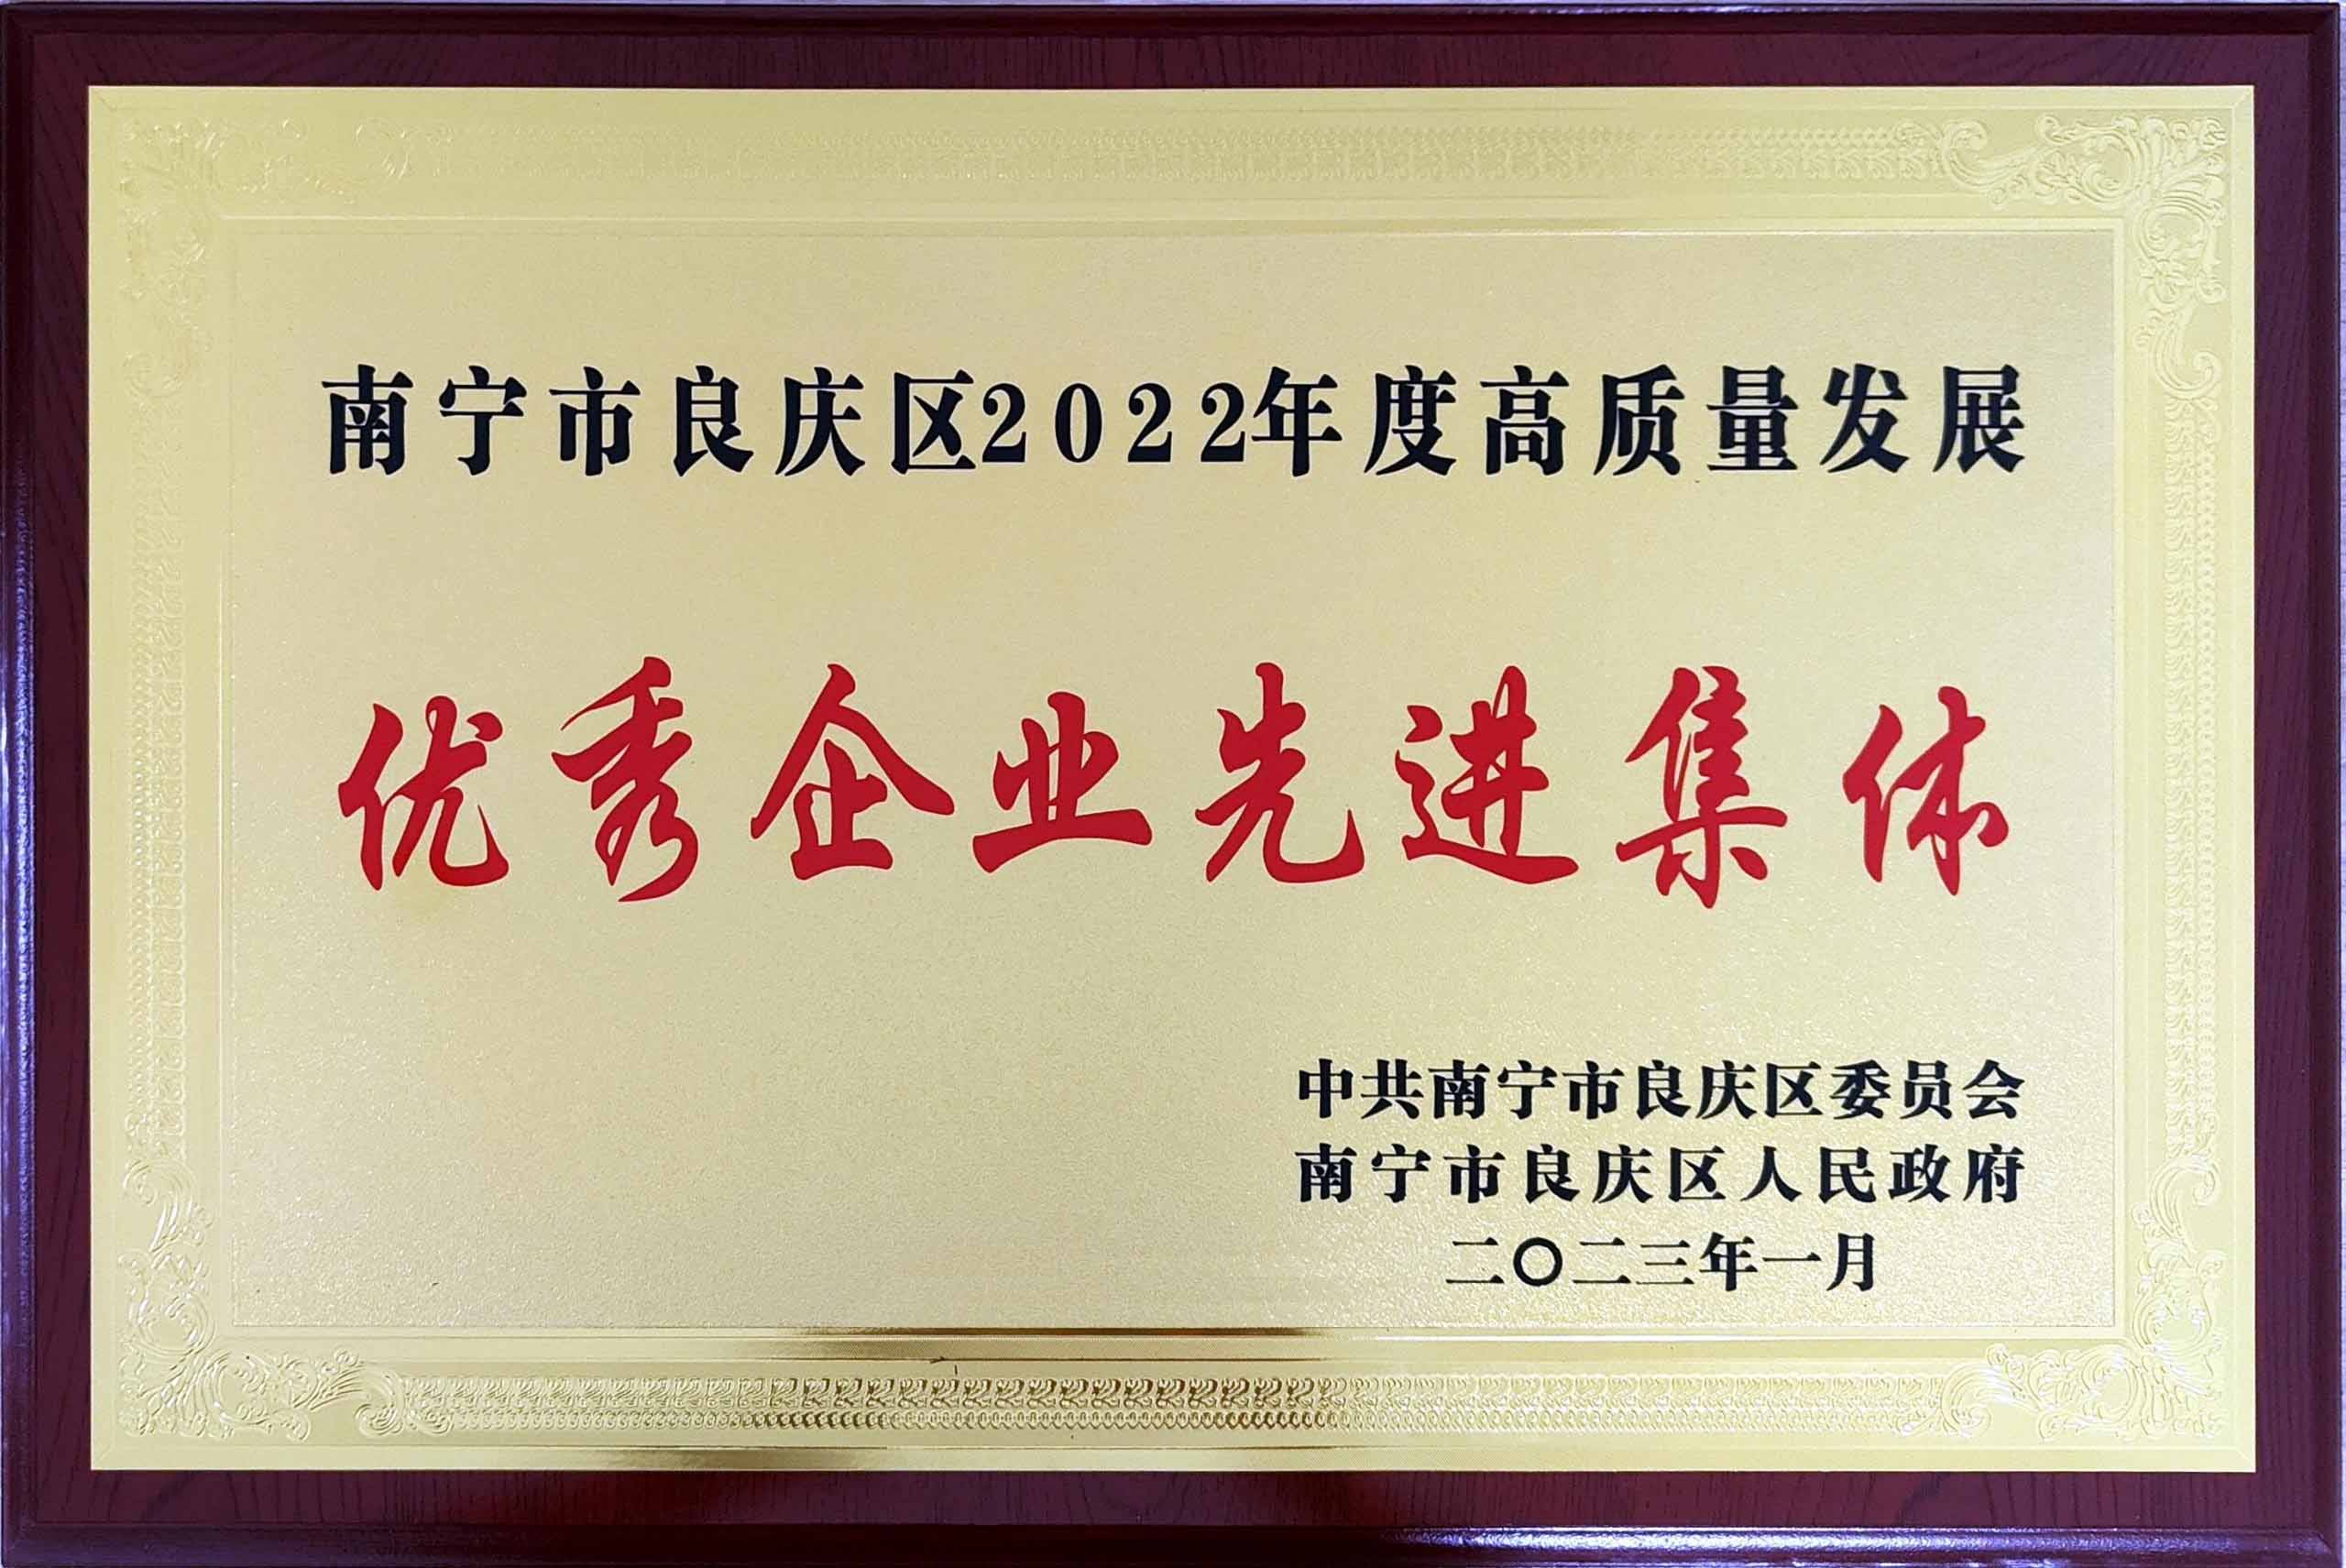 南宁市良庆区2022年度高质量发展
优秀企业先进集体
中共南宁市良庆区委员会
南宁市良庆区人民政府
二〇二三年一月